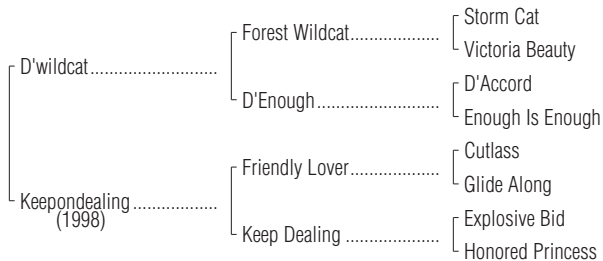 Storm Cat
Forest Wildcat....................
Victoria Beauty
D'wildcat............................
D'Accord
D'Enough...........................
Enough Is Enough
Cutlass
Friendly Lover....................
Glide Along
Keepondealing ..................
(1998)
Explosive Bid
Keep Dealing .....................
Honored Princess